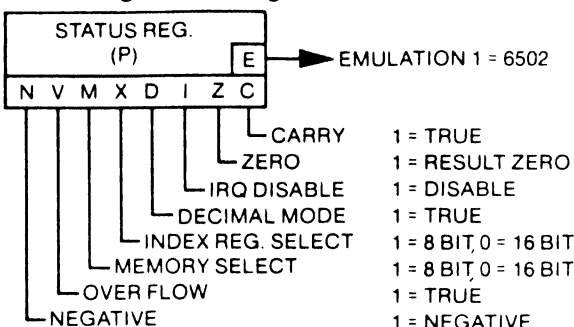 STATUS REG.
(P)
E
EMULATION 1 = 6502
N V M X D I Z C
CARRY 1 = TRUE
ZERO 1 = RESULT ZERO
IRQ DISABLE 1 = DISABLE
DECIMAL MODE 1 = TRUE
INDEX REG. SELECT 1 = 8 BIT, 0 = 16 BIT
MEMORY SELECT 1 = 8 BIT, 0 = 16 BIT
OVER FLOW 1 = TRUE
NEGATIVE 1 = NEGATIVE